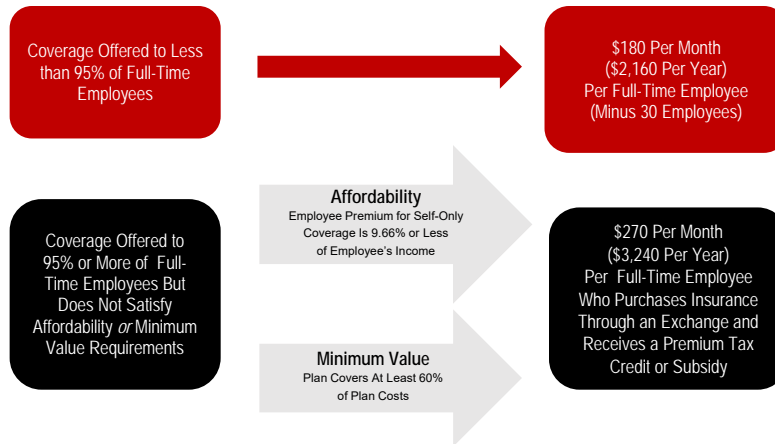 Coverage Offered to Less
than 95% of Full-Time
Employees
$180 Per Month
($2,160 Per Year)
Per Full-Time Employee
(Minus 30 Employees)
Coverage Offered to
95% or More of Full-
Time Employees But
Does Not Satisfy
Affordability or Minimum
Value Requirements
Affordability
Employee Premium for Self-Only
Coverage Is 9.66% or Less
of Employee's Income
Minimum Value
Plan Covers At Least 60%
of Plan Costs
$270 Per Month
($3,240 Per Year)
Per Full-Time Employee
Who Purchases Insurance
Through an Exchange and
Receives a Premium Tax
Credit or Subsidy